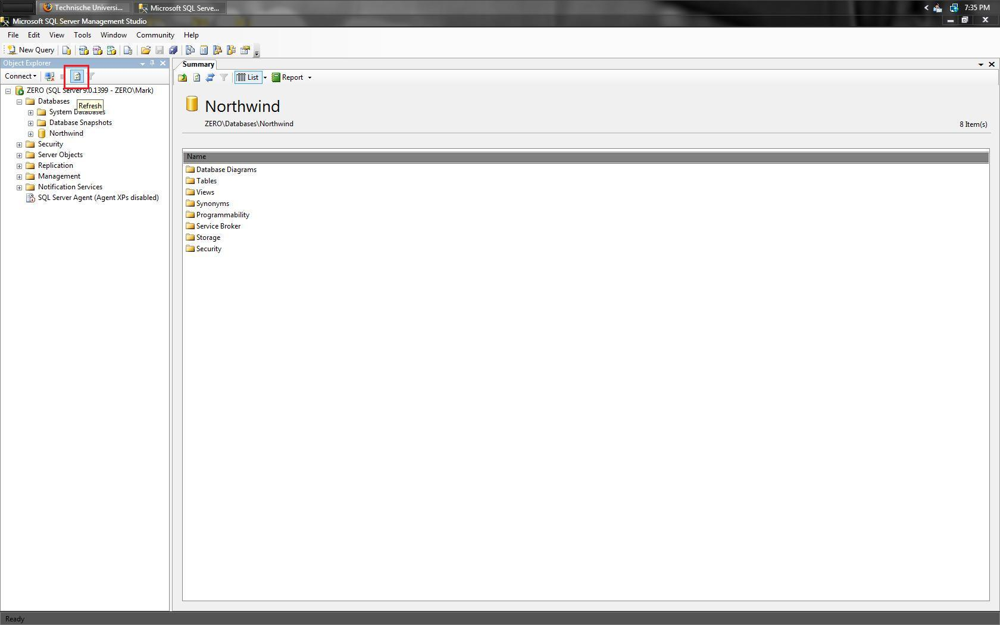 Technische Universi...
Microsoft SQL Serve...
7:35 PM
Microsoft SQL Server Management Studio
File Edit View Tools Window Community Help
New Query
Object Explorer
Summary
Connect
List Report
ZERO (SQL Server 9.0.1399 - ZERO\Mark)
Databases
Refresh
System Databases
Database Snapshots
Northwind
Security
Server Objects
Replication
Management
Notification Services
SQL Server Agent (Agent XPs disabled)
Northwind
ZERO\Databases\Northwind
8 Item(s)
Name
Database Diagrams
Tables
Views
Synonyms
Programmability
Service Broker
Storage
Security
Ready